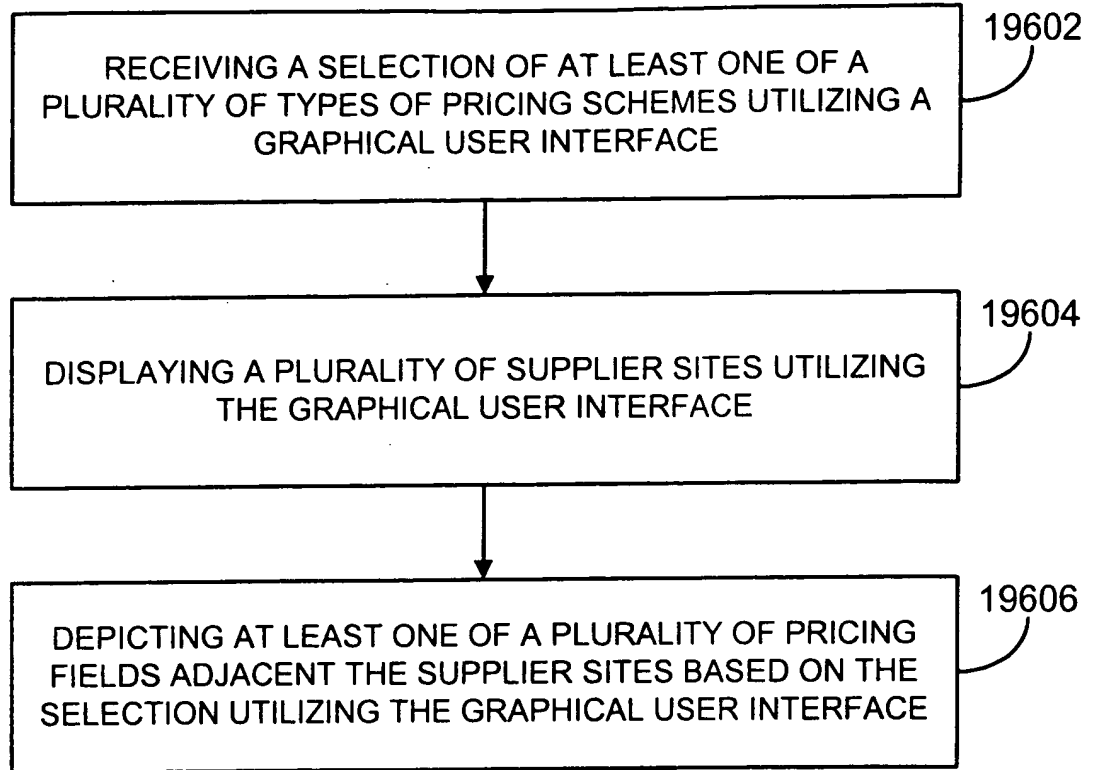 19602
RECEIVING A SELECTION OF AT LEAST ONE OF A
PLURALITY OF TYPES OF PRICING SCHEMES UTILIZING A
GRAPHICAL USER INTERFACE
19604
DISPLAYING A PLURALITY OF SUPPLIER SITES UTILIZING
THE GRAPHICAL USER INTERFACE
19606
DEPICTING AT LEAST ONE OF A PLURALITY OF PRICING
FIELDS ADJACENT THE SUPPLIER SITES BASED ON THE
SELECTION UTILIZING THE GRAPHICAL USER INTERFACE